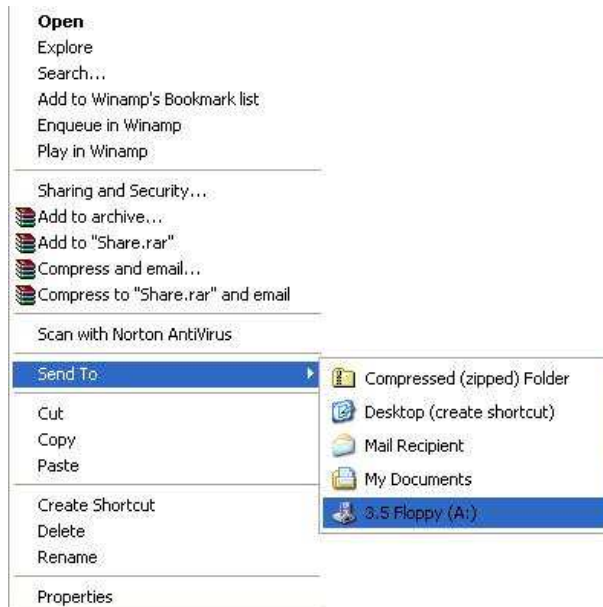 Open
Explore
Search...
Add to Winamp's Bookmark list
Enqueue in Winamp
Play in Winamp
Sharing and Security...
Add to archive...
Add to "Share.rar"
Compress and email...
Compress to "Share.rar" and email
Scan with Norton AntiVirus
Send To
Compressed (zipped) Folder
Desktop (create shortcut)
Mail Recipient
My Documents
3.5 Floppy (A:)
Cut
Copy
Paste
Create Shortcut
Delete
Rename
Properties